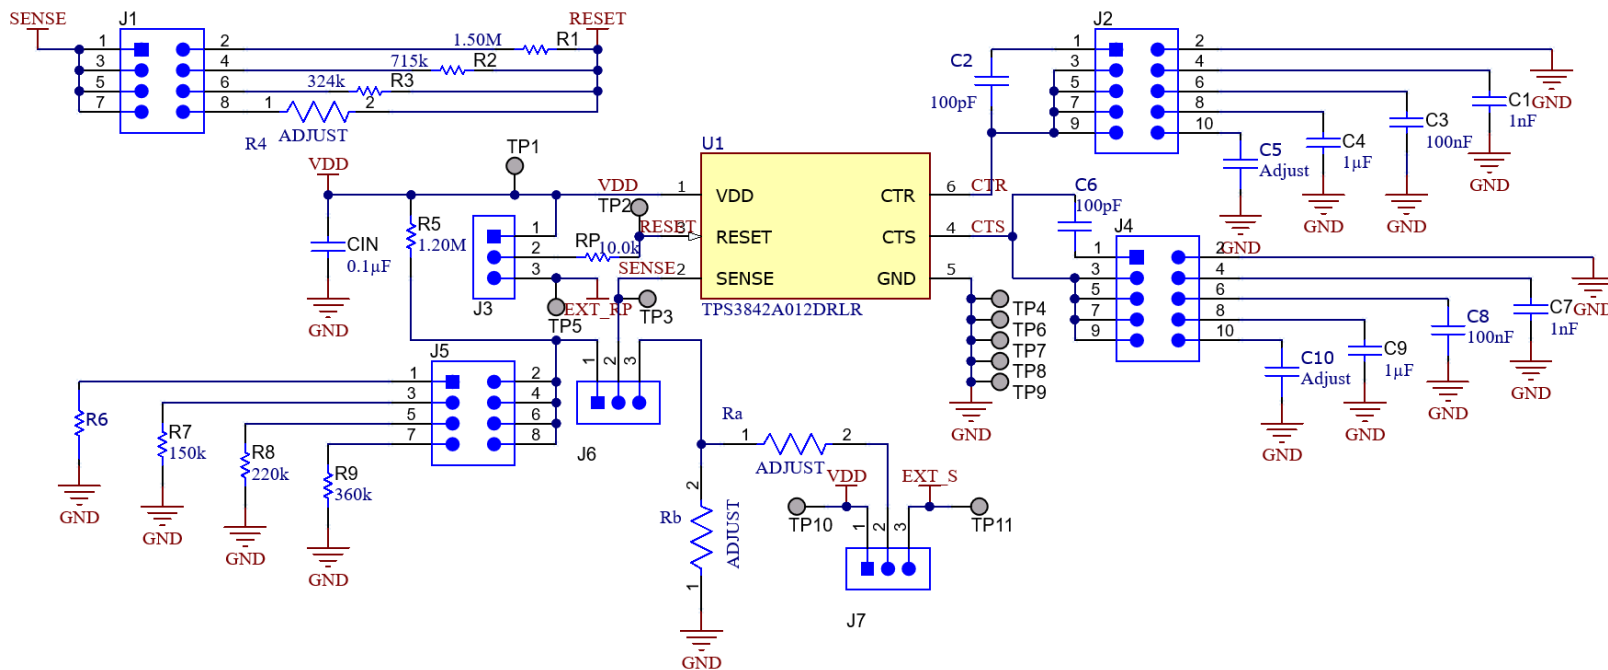 SENSE
J1
RESET
1
2
1.50M
R1
3
4
715k
R2
5
6
324k
R3
7
8
1
2
R4
ADJUST
J2
1
2
3
4
5
6
7
8
9
10
C2
100pF
GND
C1
1nF
GND
C3
100nF
GND
C4
1µF
GND
C5
Adjust
GND
VDD
TP1
VDD
TP2
U1
1
VDD
CTR
6
CTR
RESET
3
RESET
CTS
4
CTS
SENSE
2
SENSE
GND
5
TPS3842A012DRLR
R5
1.20M
CIN
0.1µF
GND
1
2
3
J3
RP
10.0k
EXT_RP
TP5
TP3
TP4
TP6
TP7
TP8
TP9
GND
C6
100pF
J4
1
2
3
4
5
6
7
8
9
10
GND
C7
1nF
GND
C8
100nF
GND
C9
1µF
GND
C10
Adjust
GND
J5
1
2
3
4
5
6
7
8
1
2
3
J6
R6
GND
R7
150k
GND
R8
220k
GND
R9
360k
GND
Ra
1
2
ADJUST
2
Rb
ADJUST
1
GND
VDD
EXT_S
TP10
1
2
3
TP11
J7